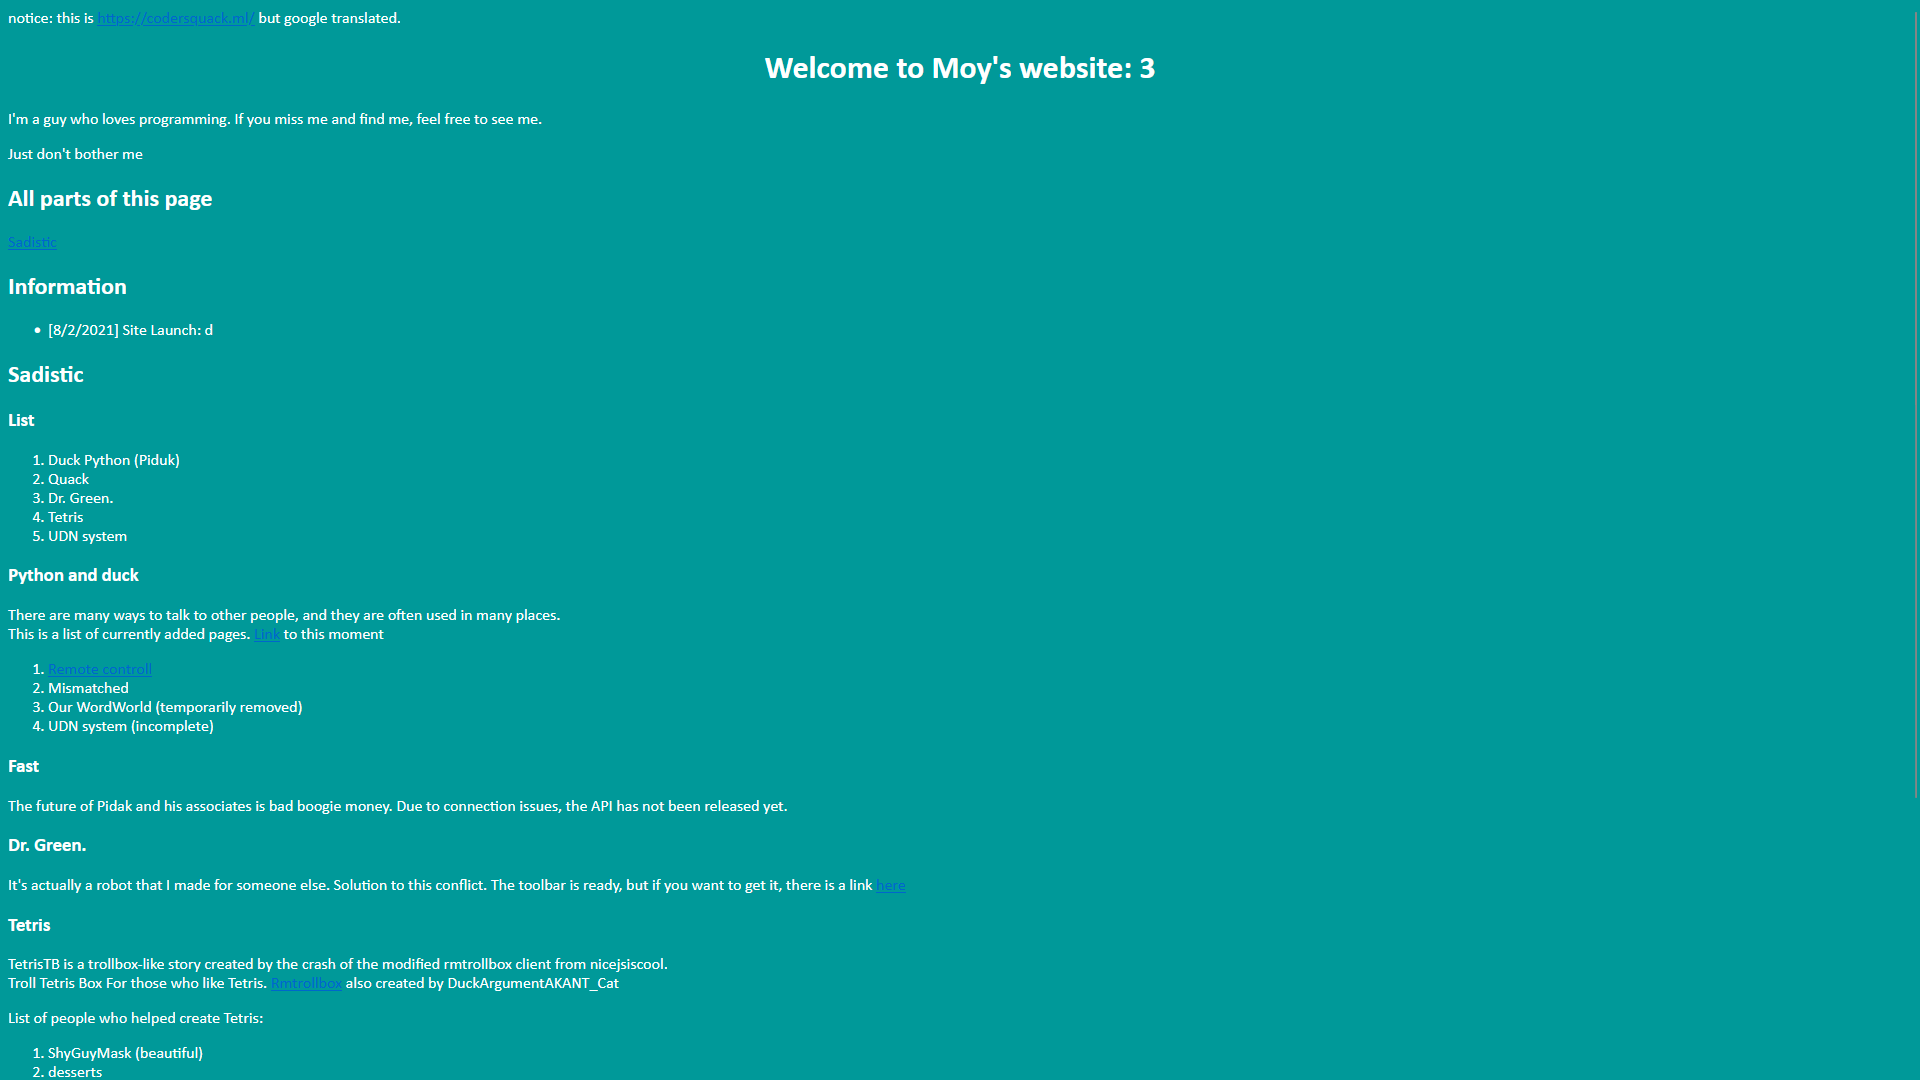 notice: this is https://codersquack.ml/ but google translated.
Welcome to Moy's website: 3
I'm a guy who loves programming. If you miss me and find me, feel free to see me.
Just don't bother me
All parts of this page
Sadistic
Information
• [8/2/2021] Site Launch: d
Sadistic
List
1. Duck Python (Piduk)
2. Quack
3. Dr. Green.
4. Tetris
5. UDN system
Python and duck
There are many ways to talk to other people, and they are often used in many places.
This is a list of currently added pages. Link to this moment
1. Remote controll
2. Mismatched
3. Our WordWorld (temporarily removed)
4. UDN system (incomplete)
Fast
The future of Pidak and his associates is bad boogie money. Due to connection issues, the API has not been released yet.
Dr. Green.
It's actually a robot that I made for someone else. Solution to this conflict. The toolbar is ready, but if you want to get it, there is a link here
Tetris
TetrisTB is a trollbox-like story created by the crash of the modified rmtrollbox client from nicejsiscool.
Troll Tetris Box For those who like Tetris. Rmtrollbox also created by DuckArgumentAKANT_Cat
List of people who helped create Tetris:
1. ShyGuyMask (beautiful)
2. desserts